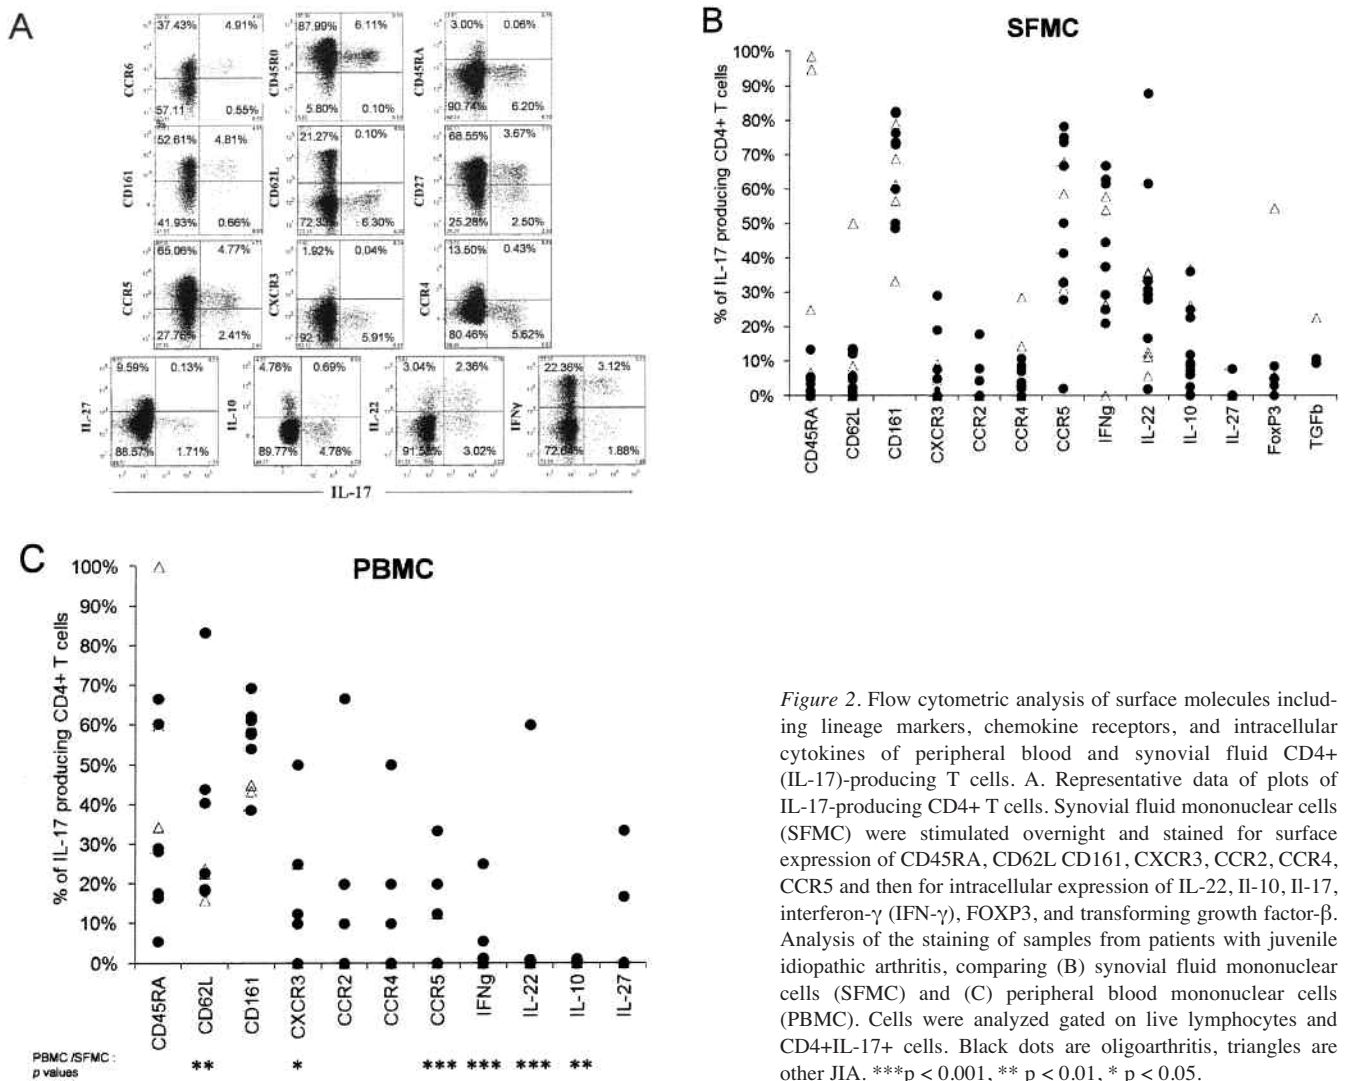 A
CCR6
37.43% 4.91%
57.11 % 0.55%
CD45R0
87.99% 6.11%
5.80% 0.10%
CD45RA
3.00% 0.06%
90.74% 6.20%
CD161
52.61% 4.81%
41.93% 0.66%
CD62L
21.27% 0.10%
6.30%
CD27
68.55% 3.67%
25.28% 2.50%
CCR5
65.06% 4.77%
27.76% 2.41%
CXCR3
1.92% 0.04%
5.91%
CCR4
13.50% 0.43%
80.46% 5.62%
IL-27
9.59% 0.13%
88.57% 1.71%
IL-10
4.76% 0.69%
89.77% 4.78%
IL-22
3.04% 2.36%
3.02%
IFNγ
22.36% 3.12%
72.64% 1.88%
IL-17
B
SFMC
% of IL-17 producing CD4+ T cells
100%
90%
80%
70%
60%
50%
40%
30%
20%
10%
0%
CD45RA
CD62L
CD161
CXCR3
CCR2
CCR4
CCR5
IFNg
IL-22
IL-10
IL-27
FoxP3
TGFb
C
PBMC
% of IL-17 producing CD4+ T cells
100%
90%
80%
70%
60%
50%
40%
30%
20%
10%
0%
CD45RA
CD62L
CD161
CXCR3
CCR2
CCR4
CCR5
IFNg
IL-22
IL-10
IL-27
PBMC /SFMC :
p values
** * *** *** *** **
Figure 2. Flow cytometric analysis of surface molecules includ-
ing lineage markers, chemokine receptors, and intracellular
cytokines of peripheral blood and synovial fluid CD4+
(IL-17)-producing T cells. A. Representative data of plots of
IL-17-producing CD4+ T cells. Synovial fluid mononuclear cells
(SFMC) were stimulated overnight and stained for surface
expression of CD45RA, CD62L CD161, CXCR3, CCR2, CCR4,
CCR5 and then for intracellular expression of IL-22, Il-10, Il-17,
interferon-γ (IFN-γ), FOXP3, and transforming growth factor-β.
Analysis of the staining of samples from patients with juvenile
idiopathic arthritis, comparing (B) synovial fluid mononuclear
cells (SFMC) and (C) peripheral blood mononuclear cells
(PBMC). Cells were analyzed gated on live lymphocytes and
CD4+IL-17+ cells. Black dots are oligoarthritis, triangles are
other JIA. ***p < 0.001, ** p < 0.01, * p < 0.05.